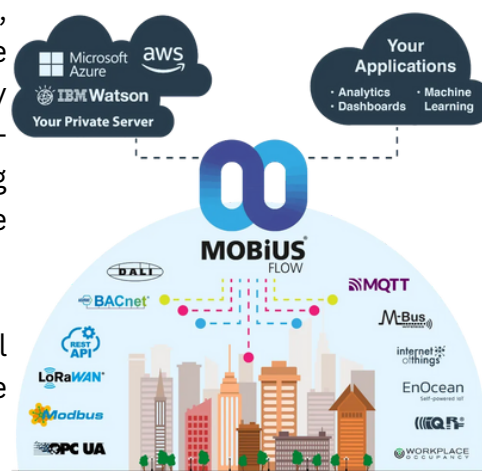 Microsoft
Azure
aws
IBM Watson
Your Private Server
Your
Applications
• Analytics
• Dashboards
• Machine
Learning
MOBiUS®
FLOW
DALI
BACnet®
REST
API
LoRaWAN®
Modbus
OPC UA
MQTT
M-Bus
internet
of things
EnOcean
Self-powered IoT
IQRF
WORKPLACE
OCCUPANCY